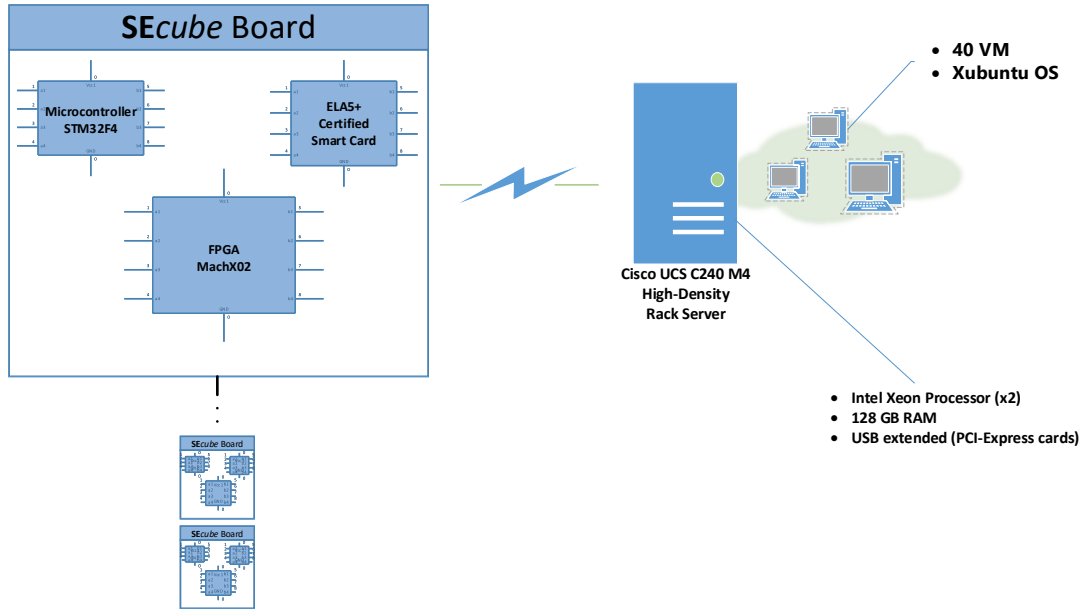 SEcube Board
Microcontroller
STM32F4
ELA5+
Certified
Smart Card
FPGA
MachX02
SEcube Board
SEcube Board
Cisco UCS C240 M4
High-Density
Rack Server
• 40 VM
• Xubuntu OS
• Intel Xeon Processor (x2)
• 128 GB RAM
• USB extended (PCI-Express cards)